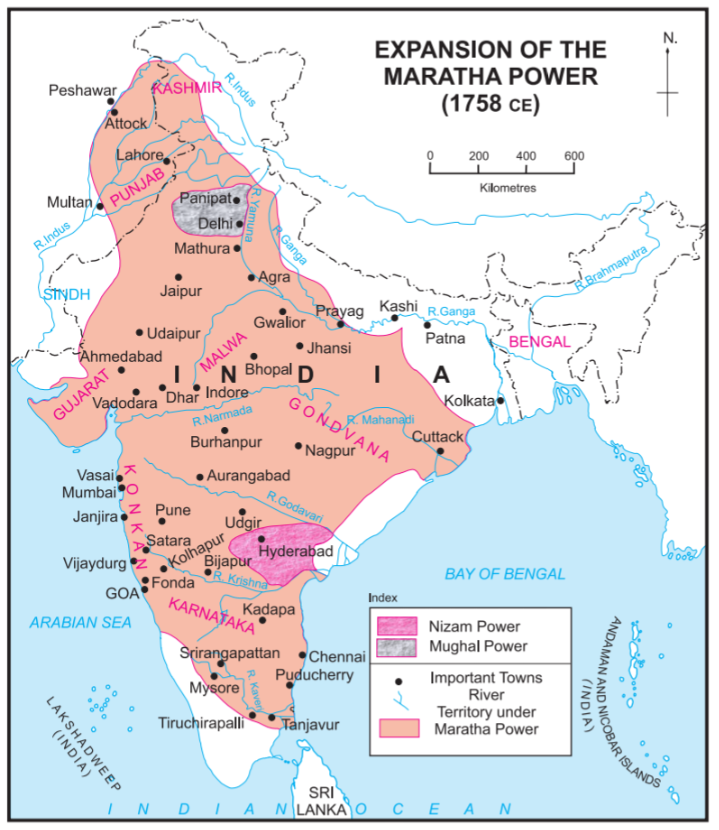 EXPANSION OF THE
MARATHA POWER
(1758 CE)
N.
0 200 400 600
Kilometres
Peshawar
KASHMIR
R.Indus
Attock
Lahore
PUNJAB
Multan
Panipat
R.Yamuna
R.Indus
Delhi
R.Ganga
Mathura
R.Brahmaputra
SINDH
Jaipur
Agra
Gwalior
Prayag
Kashi
R.Ganga
Patna
BENGAL
Udaipur
MALWA
Jhansi
Ahmedabad
Bhopal
INDIA
GUJARAT
Vadodara
Dhar
Indore
Kolkata
R.Narmada
GONDVANA
R. Mahanadi
Burhanpur
Nagpur
Cuttack
Vasai
KONKAN
Aurangabad
Mumbai
R.Godavari
Janjira
Pune
Udgir
Satara
Hyderabad
Vijaydurg
Kolhapur
Bijapur
Fonda
R. Krishna
GOA
BAY OF BENGAL
KARNATAKA
Kadapa
ARABIAN SEA
Srirangapattan
Chennai
Mysore
R. Kaveri
Puducherry
Tiruchirapalli
Tanjavur
LAKSHADWEEP
(INDIA)
ANDAMAN AND NICOBAR ISLANDS
(INDIA)
Index
Nizam Power
Mughal Power
Important Towns
River
Territory under
Maratha Power
SRI
LANKA
INDIAN OCEAN